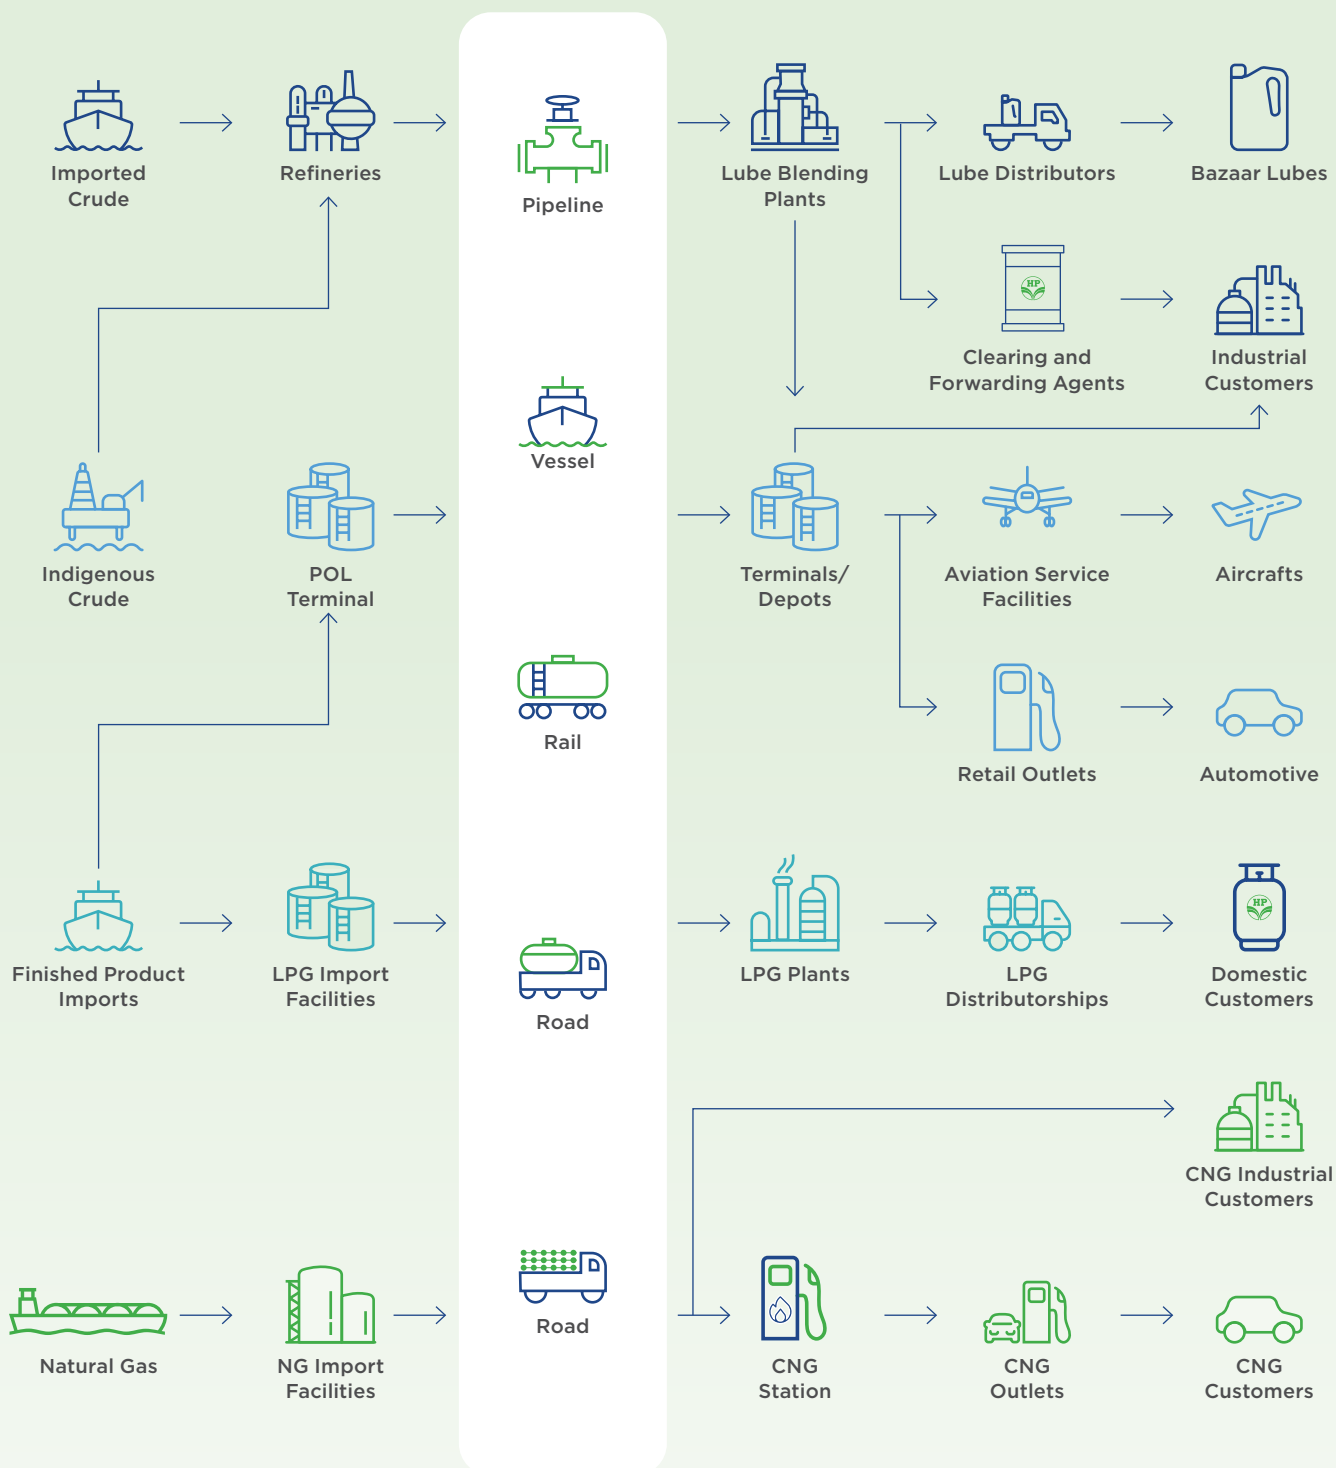 Imported
Crude
Refineries
Pipeline
Lube Blending
Plants
Lube Distributors
Bazaar Lubes
HP
Clearing and
Forwarding Agents
Industrial
Customers
Vessel
Indigenous
Crude
POL
Terminal
Terminals/
Depots
Aviation Service
Facilities
Aircrafts
Rail
Retail Outlets
Automotive
HP
Finished Product
Imports
LPG Import
Facilities
Road
LPG Plants
LPG
Distributorships
Domestic
Customers
CNG Industrial
Customers
Natural Gas
NG Import
Facilities
Road
CNG
Station
CNG
Outlets
CNG
Customers